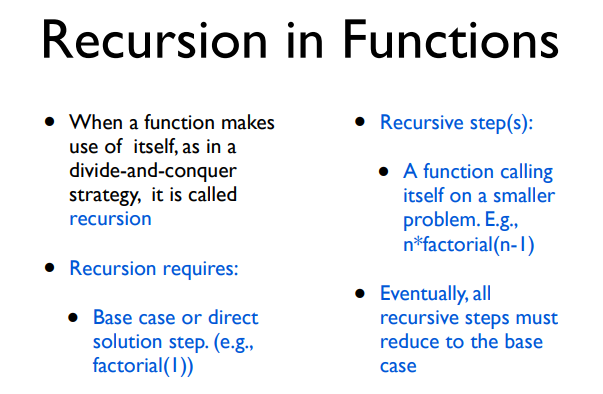 Recursion in Functions
• When a function makes
use of itself, as in a
divide-and-conquer
strategy, it is called
recursion
• Recursion requires:
• Base case or direct
solution step. (e.g.,
factorial(1))
• Recursive step(s):
• A function calling
itself on a smaller
problem. E.g.,
n*factorial(n-1)
• Eventually, all
recursive steps must
reduce to the base
case